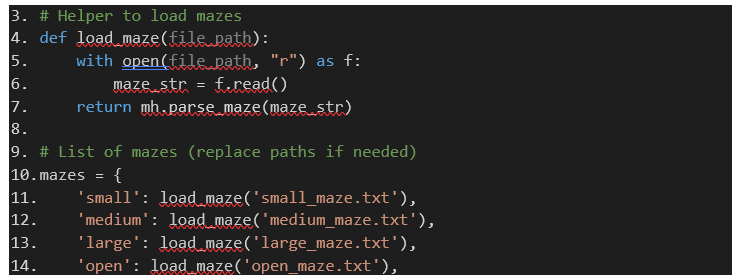 3. # Helper to load mazes
4. def load_maze(file_path):
5.     with open(file_path, "r") as f:
6.         maze_str = f.read()
7.     return mh.parse_maze(maze_str)
8.
9. # List of mazes (replace paths if needed)
10.mazes = {
11.    'small': load_maze('small_maze.txt'),
12.    'medium': load_maze('medium_maze.txt'),
13.    'large': load_maze('large_maze.txt'),
14.    'open': load_maze('open_maze.txt'),